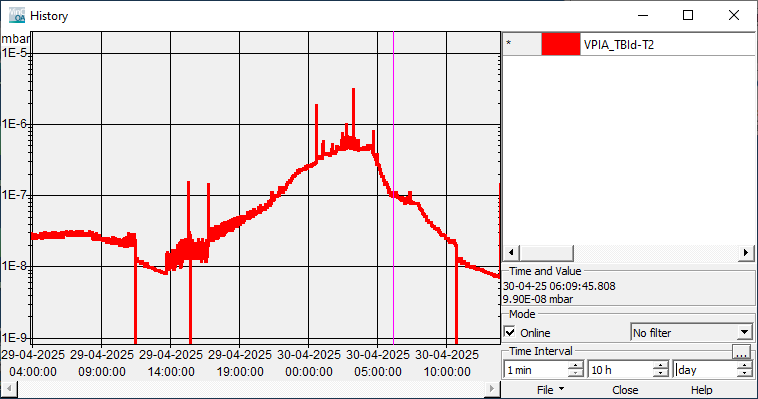 History
mbar
1E-5
1E-6
1E-7
1E-8
1E-9
29-04-2025 29-04-2025 29-04-2025 29-04-2025 30-04-2025 30-04-2025 30-04-2025
04:00:00 09:00:00 14:00:00 19:00:00 00:00:00 05:00:00 10:00:00
* VPIA_TBId-T2
Time and Value
30-04-25 06:09:45.808
9.90E-08 mbar
Mode
Online No filter
Time Interval ...
1 min 10 h day
File Close Help